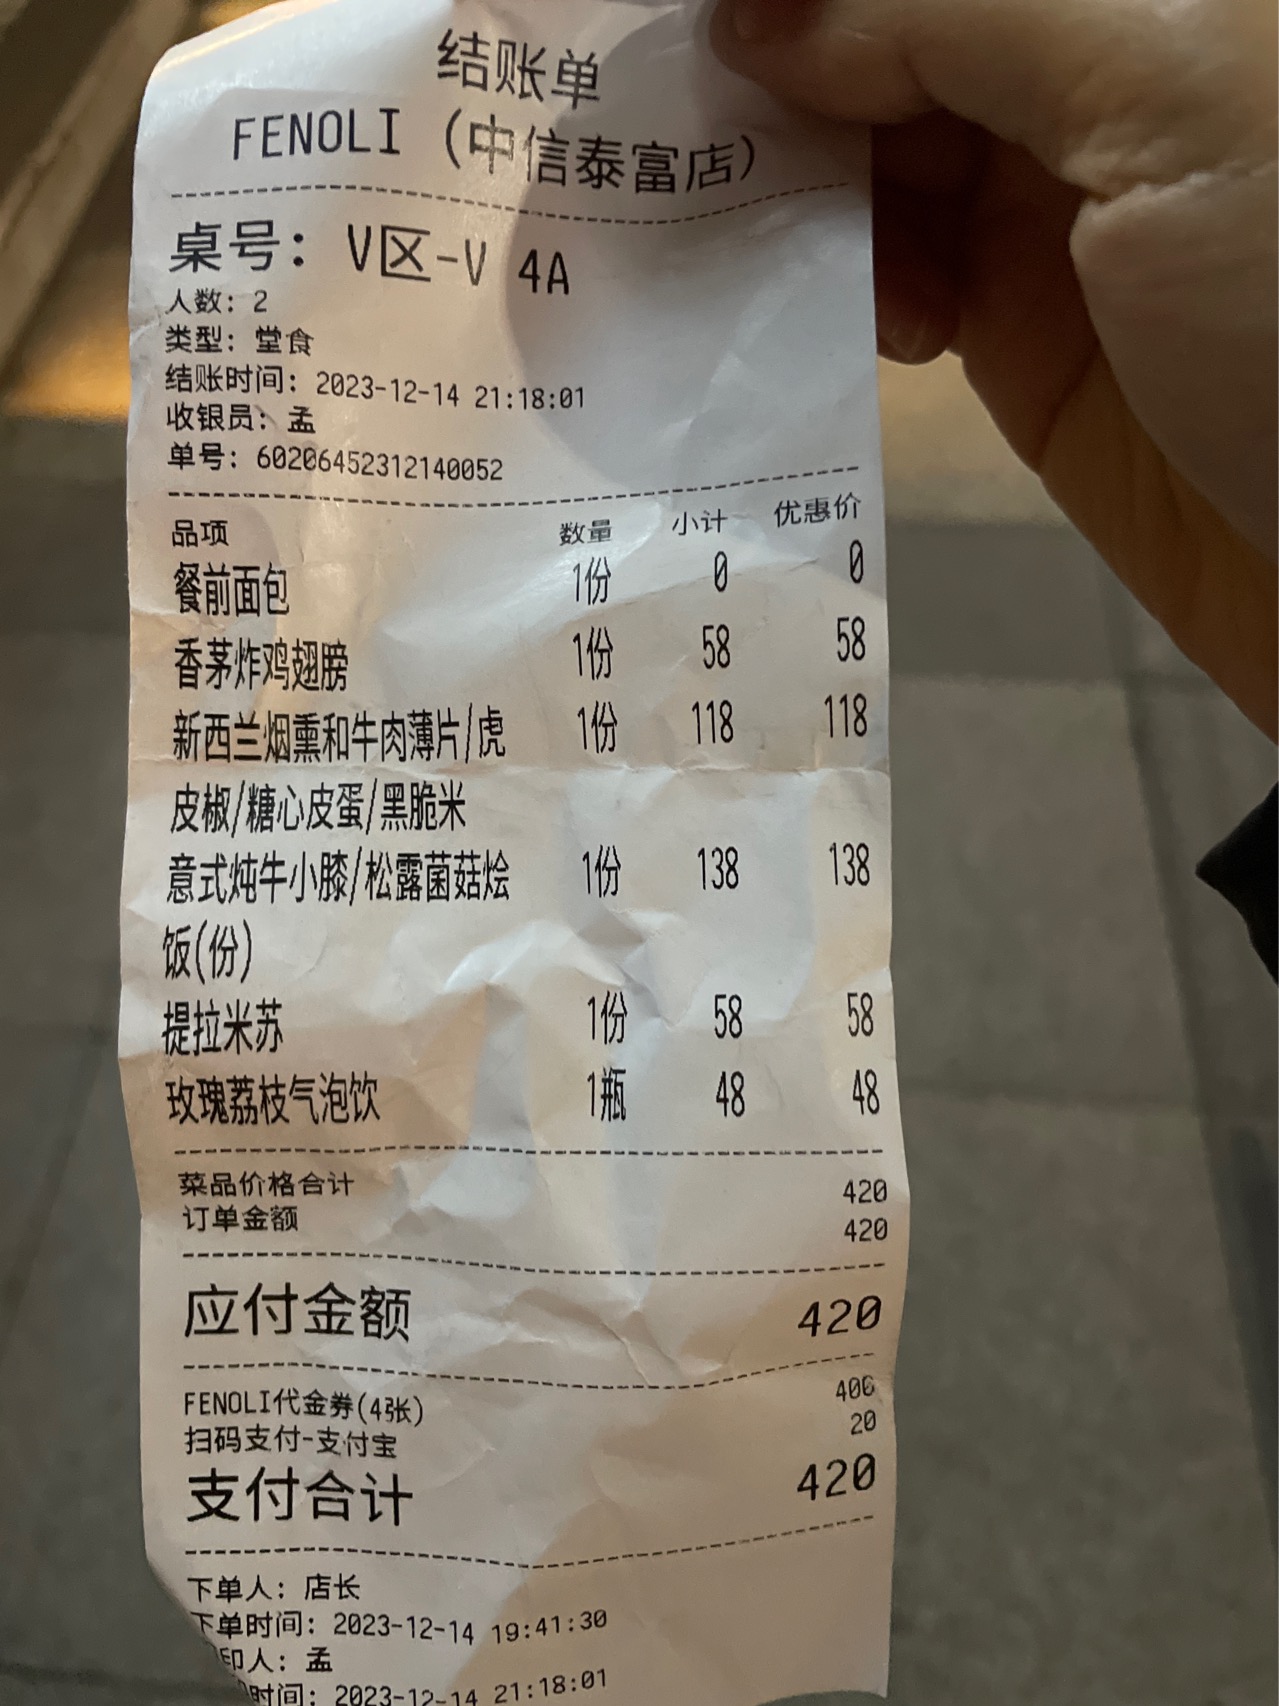 结账单
FENOLI（中信泰富店）
桌号：V区-V 4A
人数：2
类型：堂食
结账时间：2023-12-14 21:18:01
收银员：孟
单号：60206452312140052
品项 数量 小计 优惠价
餐前面包 1份 0 0
香茅炸鸡翅膀 1份 58 58
新西兰烟熏和牛肉薄片/虎 1份 118 118
皮椒/糖心皮蛋/黑脆米
意式炖牛小膝/松露菌菇烩 1份 138 138
饭(份)
提拉米苏 1份 58 58
玫瑰荔枝气泡饮 1瓶 48 48
菜品价格合计 420
订单金额 420
应付金额 420
FENOLI代金券(4张) 400
扫码支付-支付宝 20
支付合计 420
下单人：店长
下单时间：2023-12-14 19:41:30
印人：孟
时间：2023-12-14 21:18:01